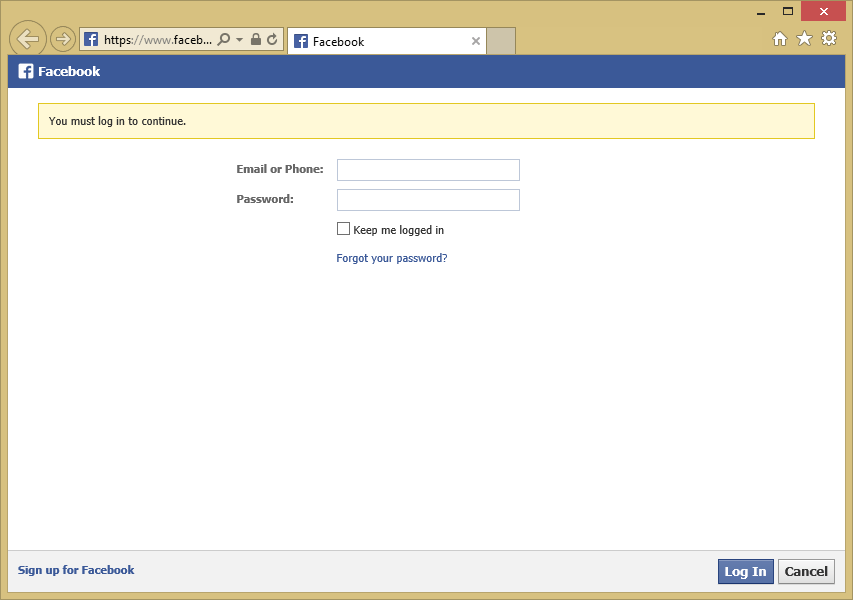 https://www.faceb...
Facebook
Facebook
You must log in to continue.
Email or Phone:
Password:
Keep me logged in
Forgot your password?
Sign up for Facebook
Log In
Cancel